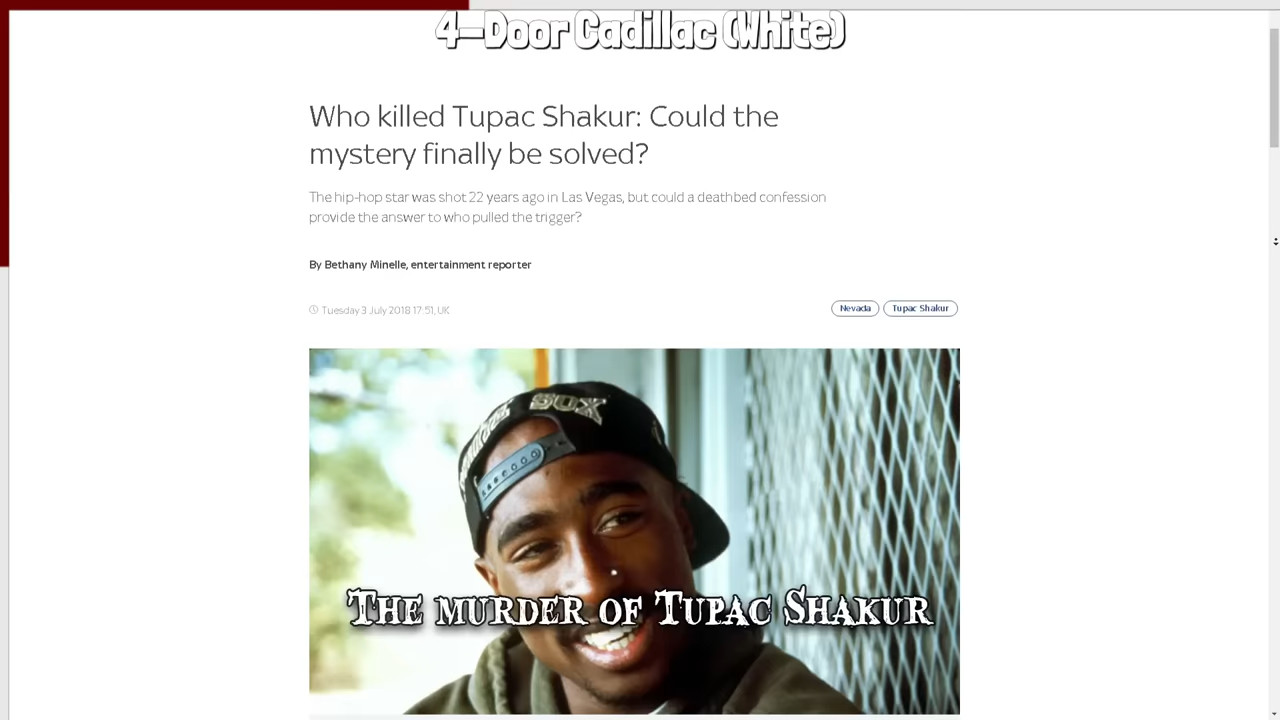 4-Door Cadillac (White)
Who killed Tupac Shakur: Could the
mystery finally be solved?
The hip-hop star was shot 22 years ago in Las Vegas, but could a deathbed confession
provide the answer to who pulled the trigger?
By Bethany Minelle, entertainment reporter
Tuesday 3 July 2018 17:51, UK
Nevada
Tupac Shakur
SOX
The murder of Tupac Shakur